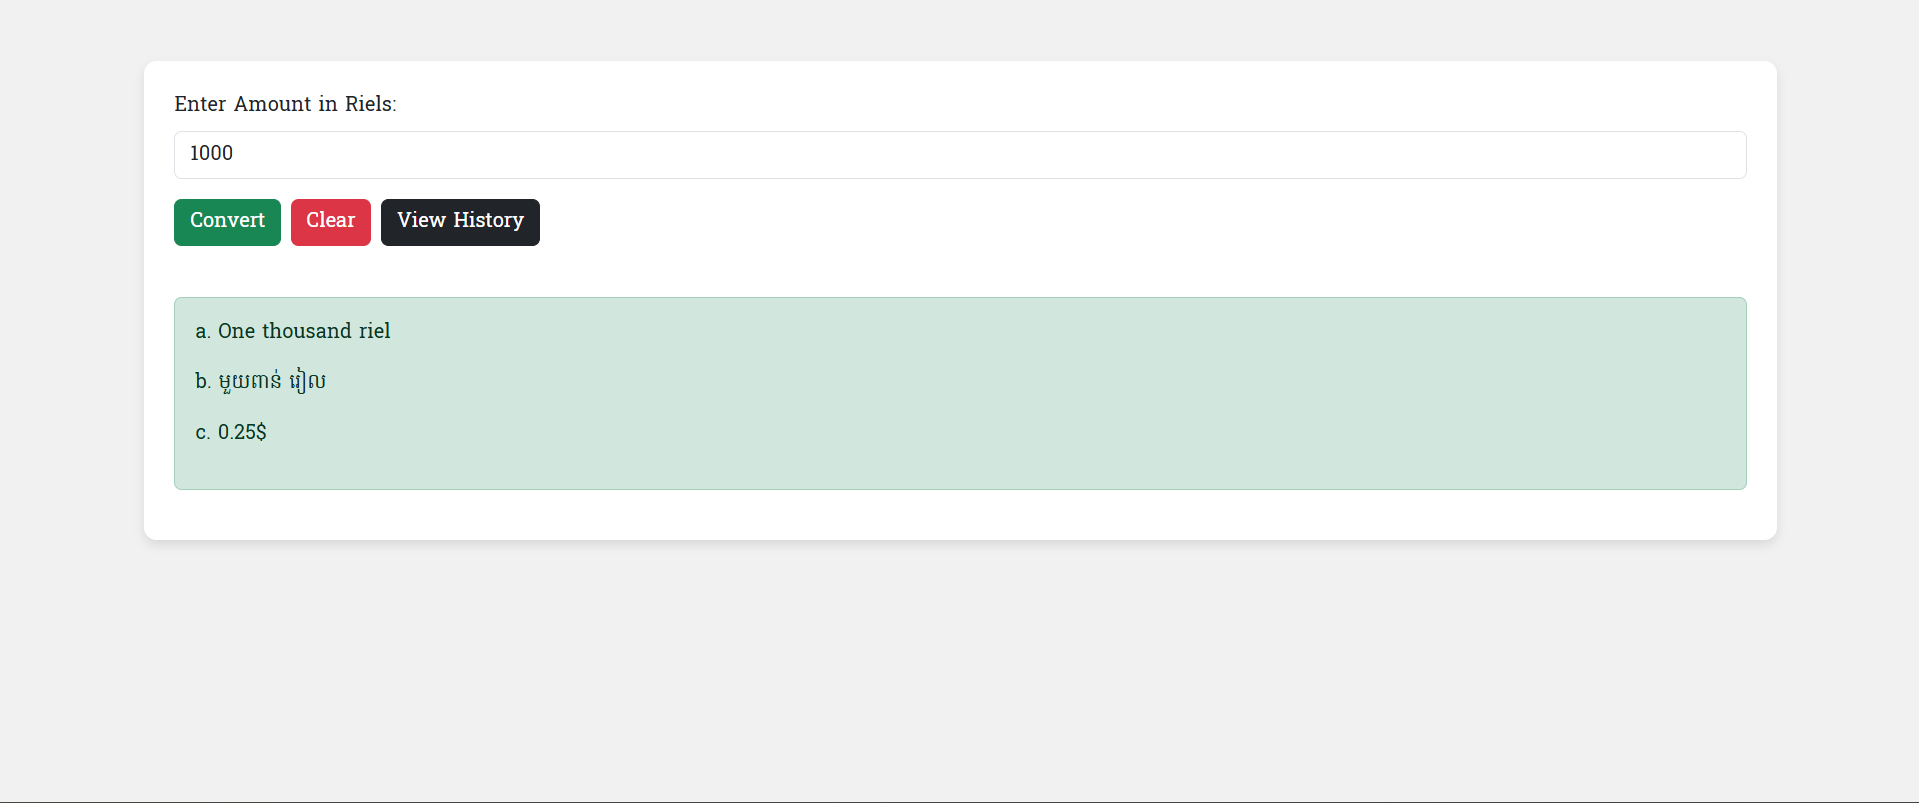 Enter Amount in Riels:
1000
Convert Clear View History
a. One thousand riel
b. មួយពាន់ រៀល
c. 0.25$